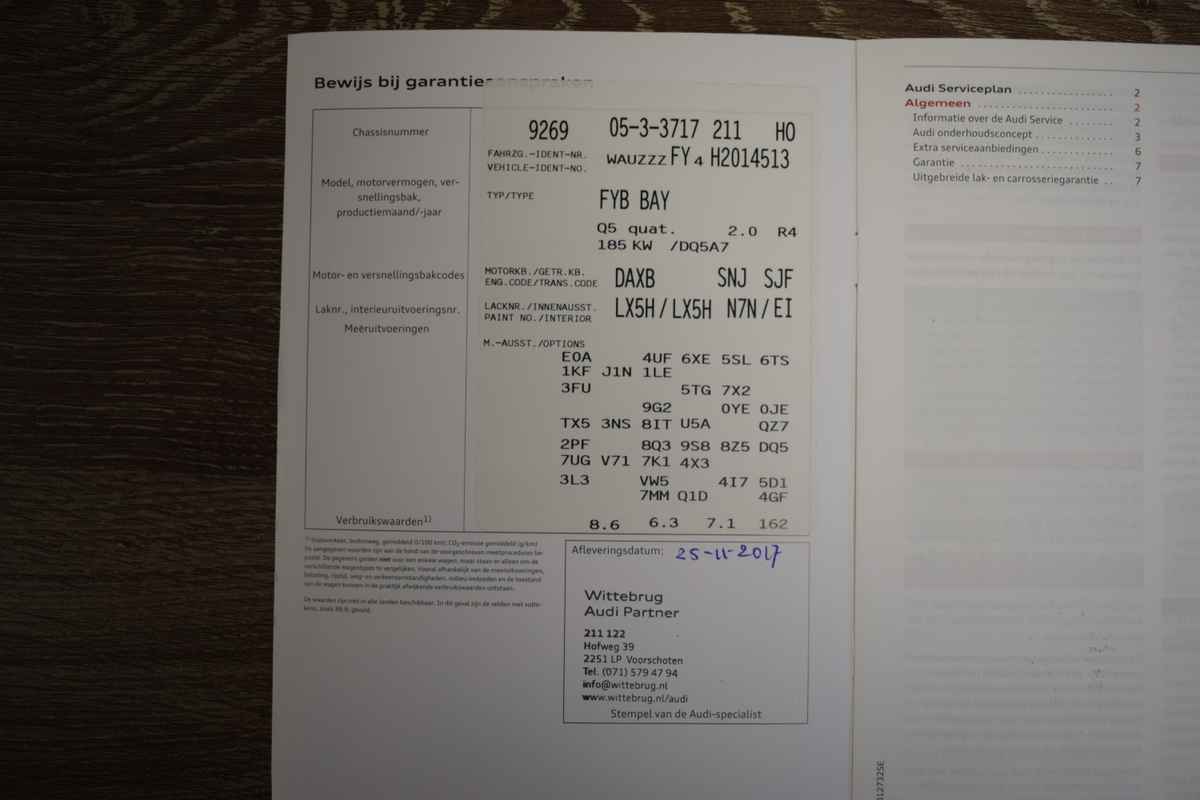 Bewijs bij garantieaanspraken
Chassisnummer
9269 05-3-3717 211 H0
FAHRZG.-IDENT-NR.
VEHICLE-IDENT-NO.
WAUZZZ FY 4 H2014513
Model, motorvermogen, ver-
snellingsbak,
productiemaand/-jaar
TYP/TYPE
FYB BAY
Q5 quat. 2.0 R4
185 KW /DQ5A7
Motor- en versnellingsbakcodes
MOTORKB./GETR.KB.
ENG.CODE/TRANS.CODE
DAXB SNJ SJF
Laknr., interieuruitvoeringsnr.
LACKNR./INNENAUSST.
PAINT NO./INTERIOR
LX5H/LX5H N7N/EI
Meeruitvoeringen
M.-AUSST./OPTIONS
E0A 4UF 6XE 5SL 6TS
1KF J1N 1LE
3FU 5TG 7X2
9G2 0YE 0JE
TX5 3NS 8IT U5A QZ7
2PF 8Q3 9S8 8Z5 DQ5
7UG V71 7K1 4X3
3L3 VW5 4I7 5D1
7MM Q1D 4GF
Verbruikswaarden1)
8.6 6.3 7.1 162
Afleveringsdatum: 25-11-2017
Wittebrug
Audi Partner
211 122
Hofweg 39
2251 LP Voorschoten
Tel. (071) 579 47 94
info@wittebrug.nl
www.wittebrug.nl/audi
Stempel van de Audi-specialist
Audi Serviceplan 2
Algemeen 2
Informatie over de Audi Service 2
Audi onderhoudsconcept 3
Extra serviceaanbiedingen 6
Garantie 7
Uitgebreide lak- en carrosseriegarantie 7